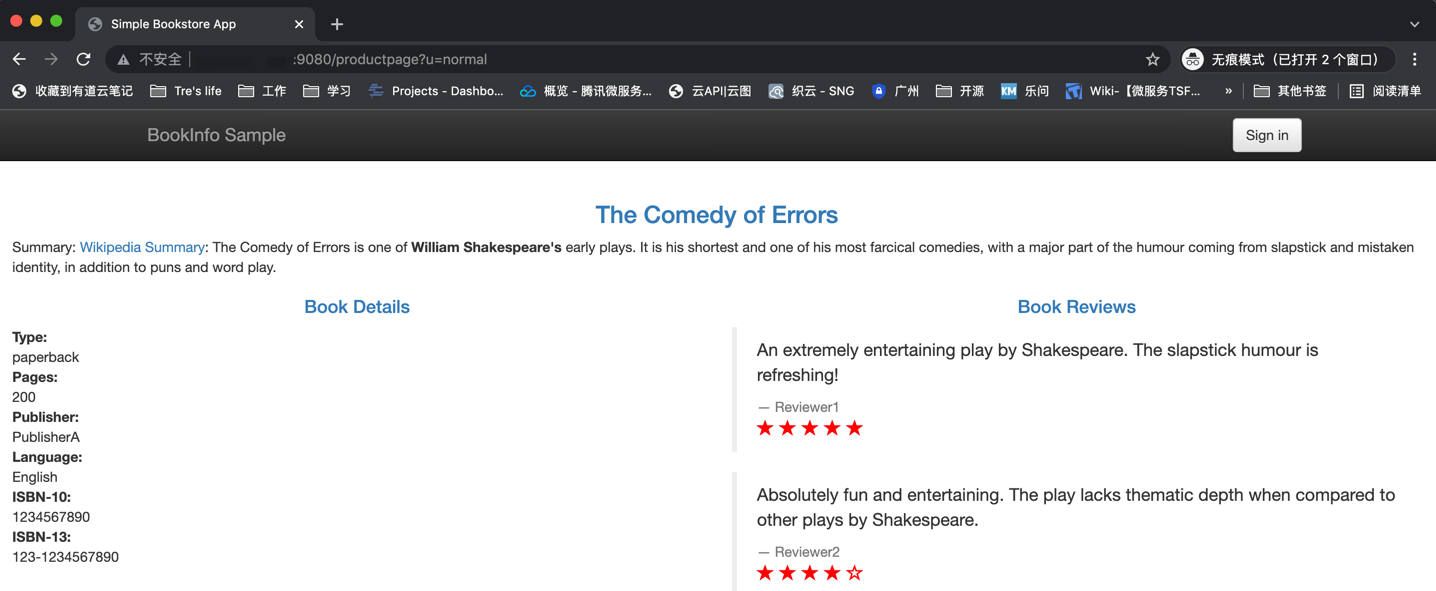 Simple Bookstore App
不安全
:9080/productpage?u=normal
无痕模式（已打开 2 个窗口）
收藏到有道云笔记 Tre's life 工作 学习 Projects - Dashbo... 概览 - 腾讯微服务... 云API|云图 织云 - SNG 广州 开源 KM 乐问 Wiki-【微服务TSF... » 其他书签 阅读清单
BookInfo Sample
Sign in
The Comedy of Errors
Summary: Wikipedia Summary: The Comedy of Errors is one of William Shakespeare's early plays. It is his shortest and one of his most farcical comedies, with a major part of the humour coming from slapstick and mistaken
identity, in addition to puns and word play.
Book Details
Type:
paperback
Pages:
200
Publisher:
PublisherA
Language:
English
ISBN-10:
1234567890
ISBN-13:
123-1234567890
Book Reviews
An extremely entertaining play by Shakespeare. The slapstick humour is
refreshing!
— Reviewer1
★★★★★
Absolutely fun and entertaining. The play lacks thematic depth when compared to
other plays by Shakespeare.
— Reviewer2
★★★★☆